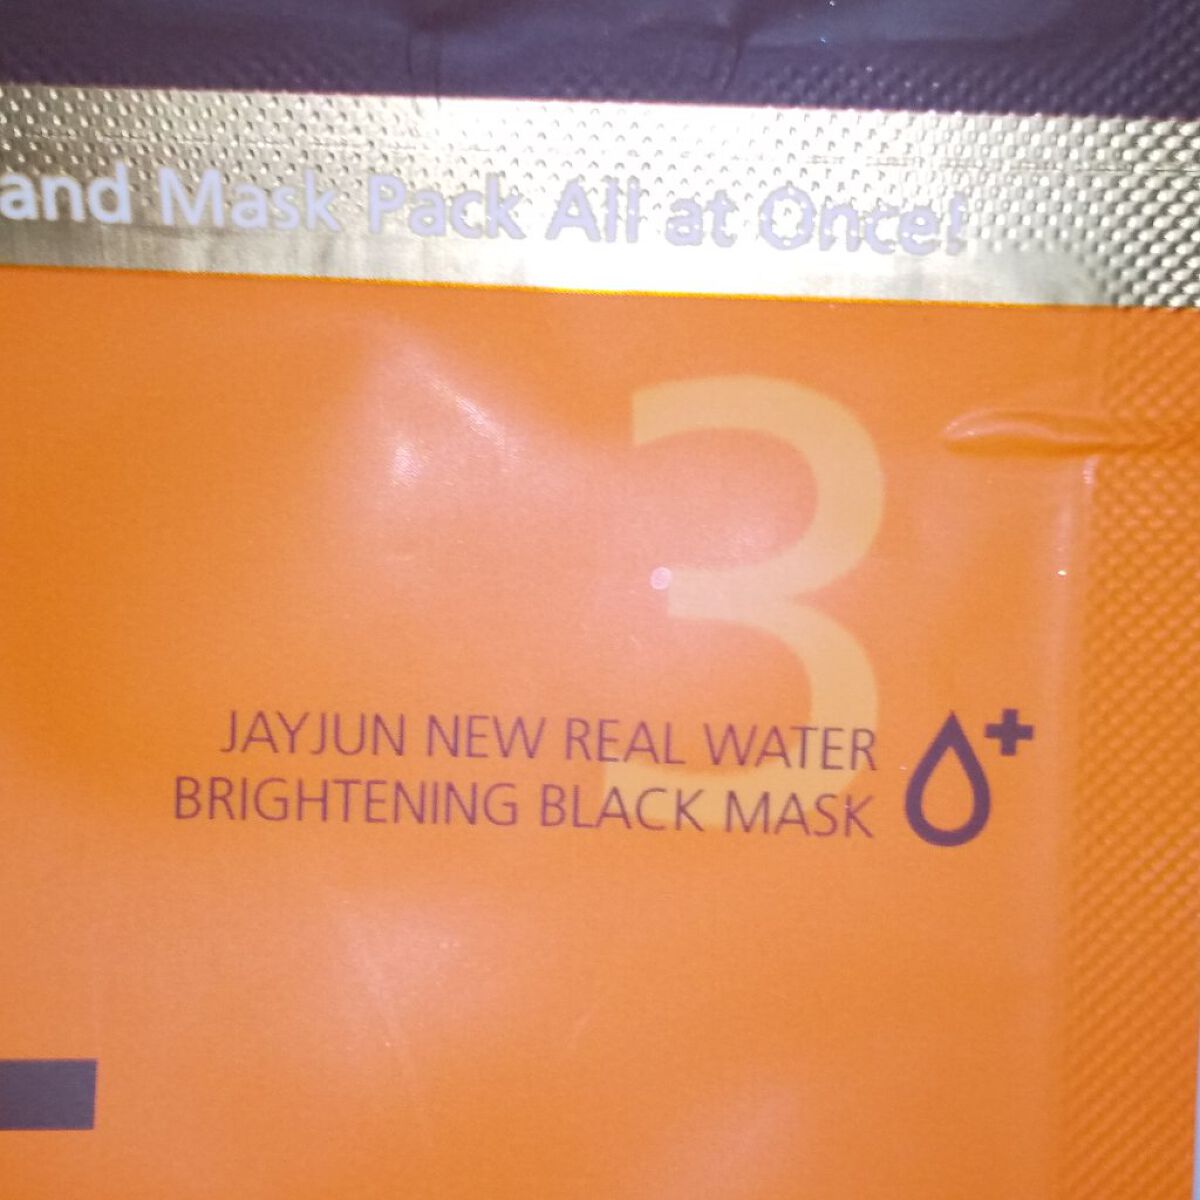 and Mask Pack All at Once!
3
JAYJUN NEW REAL WATER
BRIGHTENING BLACK MASK